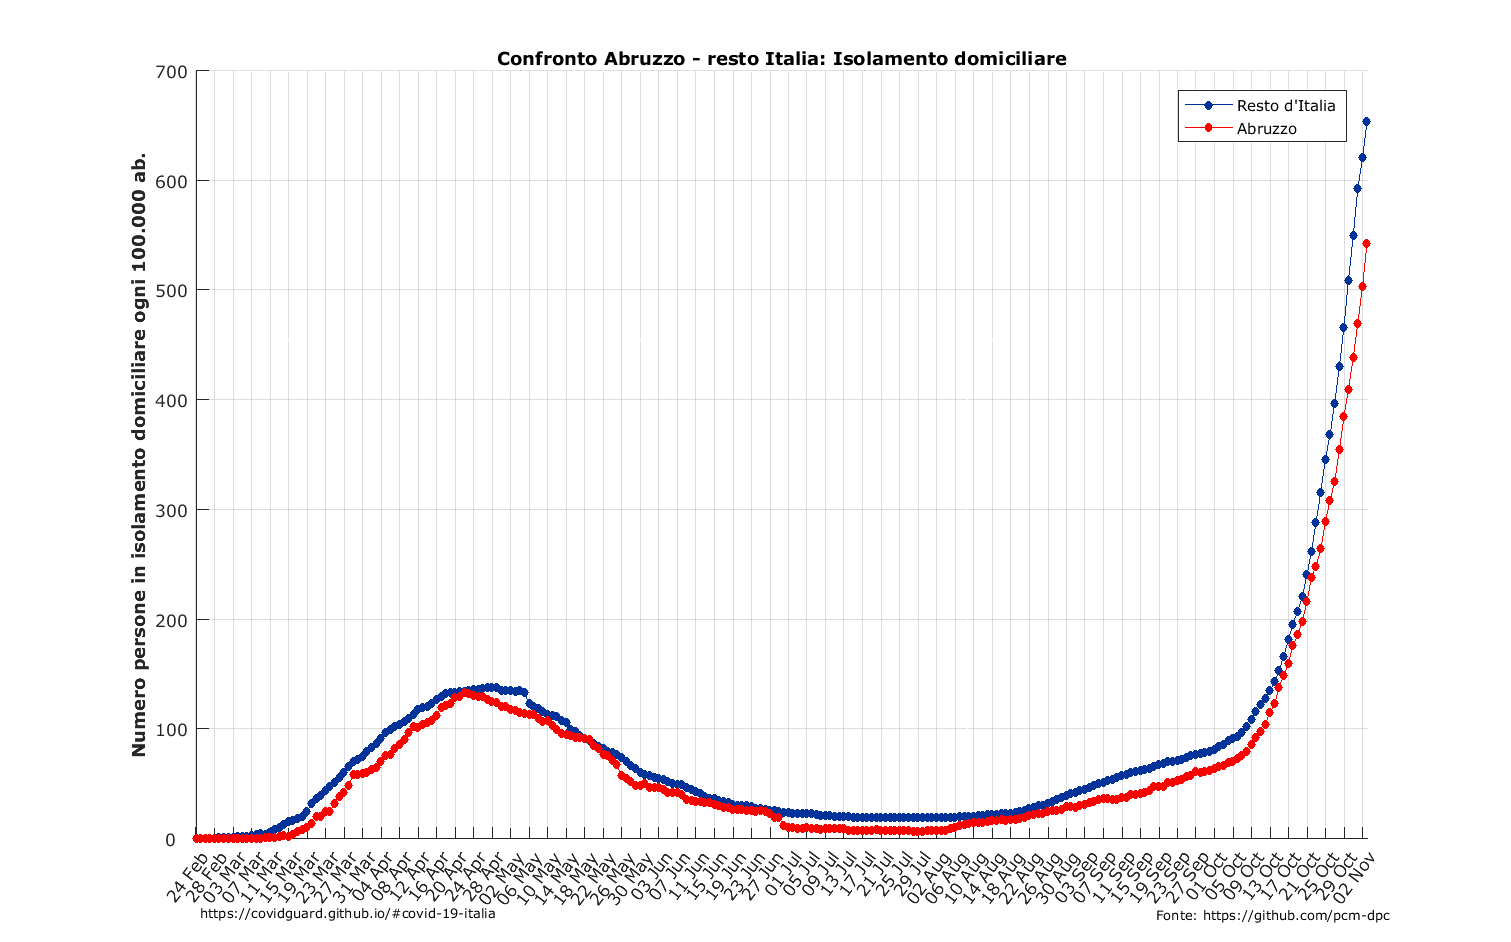 Confronto Abruzzo - resto Italia: Isolamento domiciliare
Numero persone in isolamento domiciliare ogni 100.000 ab.
700
600
500
400
300
200
100
0
Resto d'Italia
Abruzzo
24 Feb
28 Feb
03 Mar
07 Mar
11 Mar
15 Mar
19 Mar
23 Mar
27 Mar
31 Mar
04 Apr
08 Apr
12 Apr
16 Apr
20 Apr
24 Apr
28 Apr
02 May
06 May
10 May
14 May
18 May
22 May
26 May
30 May
03 Jun
07 Jun
11 Jun
15 Jun
19 Jun
23 Jun
27 Jun
01 Jul
05 Jul
09 Jul
13 Jul
17 Jul
21 Jul
25 Jul
29 Jul
02 Aug
06 Aug
10 Aug
14 Aug
18 Aug
22 Aug
26 Aug
30 Aug
03 Sep
07 Sep
11 Sep
15 Sep
19 Sep
23 Sep
27 Sep
01 Oct
05 Oct
09 Oct
13 Oct
17 Oct
21 Oct
25 Oct
29 Oct
02 Nov
https://covidguard.github.io/#covid-19-italia
Fonte: https://github.com/pcm-dpc